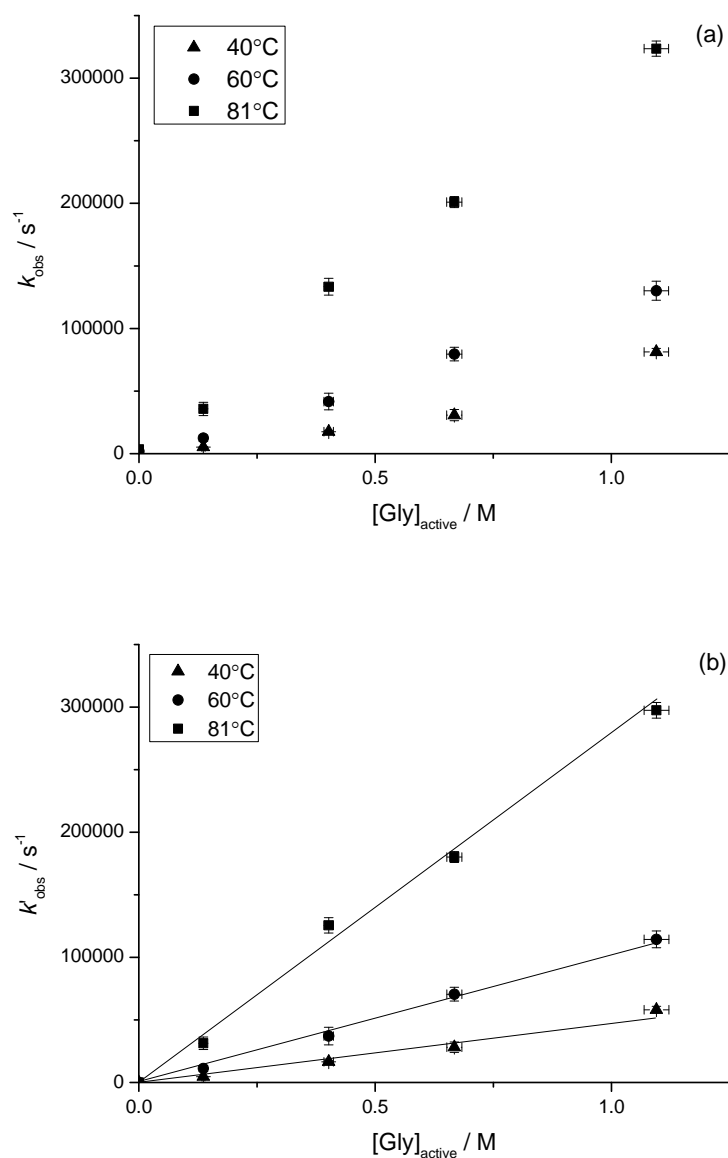 (a)
40°C
60°C
81°C
300000
200000
100000
0
k_obs / s⁻¹
0.0
0.5
1.0
[Gly]_active / M
(b)
40°C
60°C
81°C
300000
200000
100000
0
k'_obs / s⁻¹
0.0
0.5
1.0
[Gly]_active / M